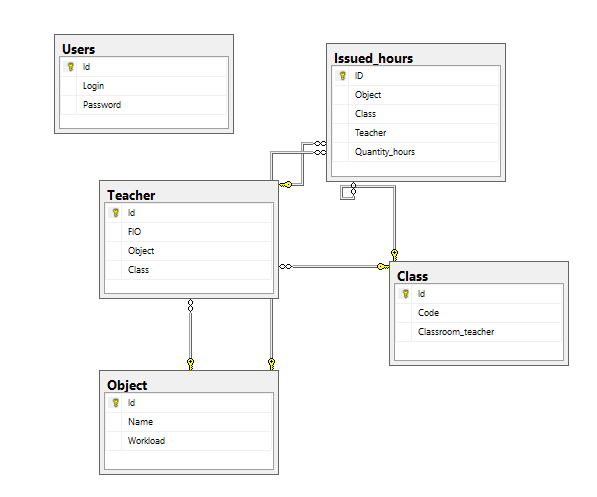 Users
Id
Login
Password
Issued_hours
ID
Object
Class
Teacher
Quantity_hours
Teacher
Id
FIO
Object
Class
Class
Id
Code
Classroom_teacher
Object
Id
Name
Workload